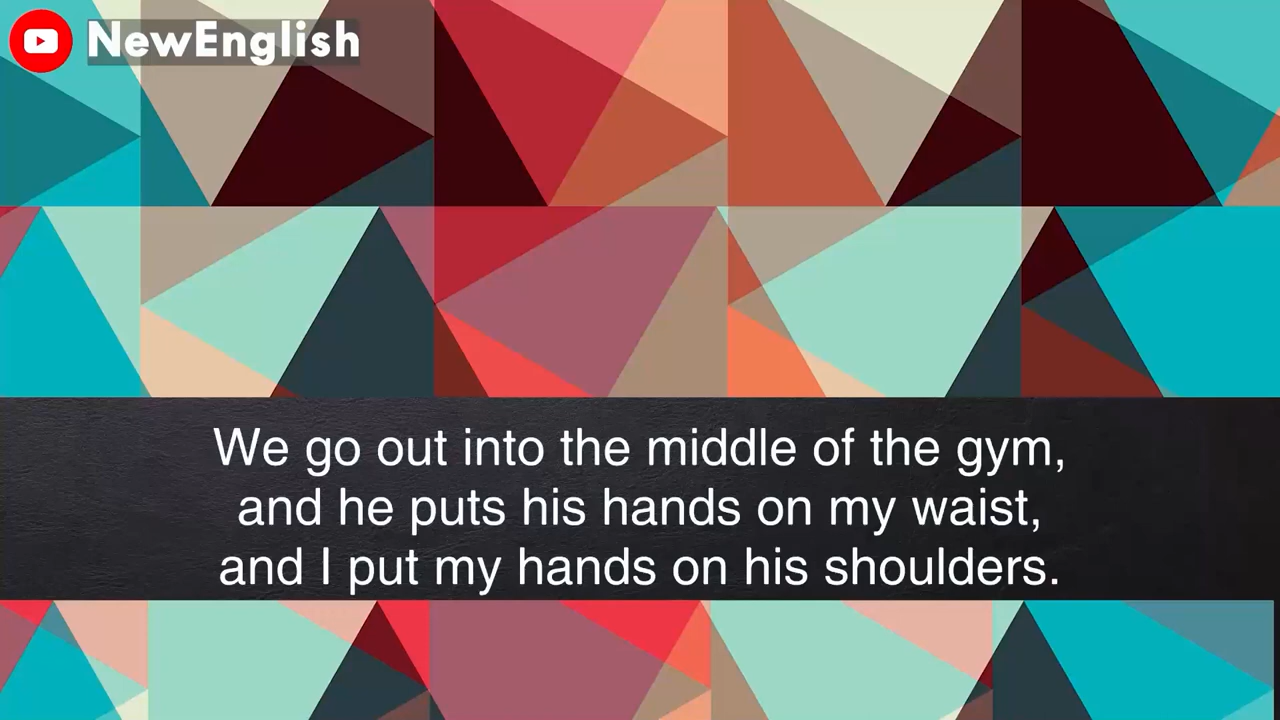 NewEnglish
We go out into the middle of the gym,
and he puts his hands on my waist,
and I put my hands on his shoulders.